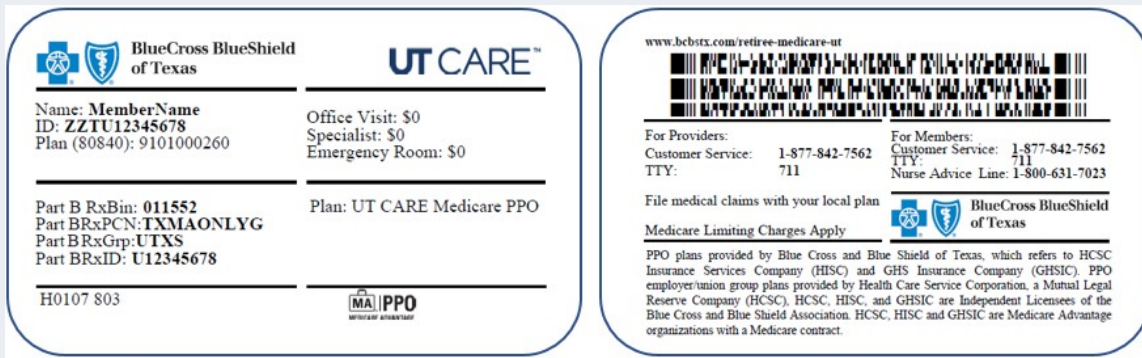 BlueCross BlueShield
of Texas
UT CARE™
Name: MemberName
ID: ZZTU12345678
Plan (80840): 9101000260
Office Visit: $0
Specialist: $0
Emergency Room: $0
Part B RxBin: 011552
Part BRxPCN:TXMAONLYG
Part BRxGrp:UTXS
Part BRxID: U12345678
Plan: UT CARE Medicare PPO
H0107 803
MA PPO
MEDICARE ADVANTAGE
www.bcbstx.com/retiree-medicare-ut
For Providers:
Customer Service: 1-877-842-7562
TTY: 711
File medical claims with your local plan
Medicare Limiting Charges Apply
For Members:
Customer Service: 1-877-842-7562
TTY: 711
Nurse Advice Line: 1-800-631-7023
BlueCross BlueShield
of Texas
PPO plans provided by Blue Cross and Blue Shield of Texas, which refers to HCSC
Insurance Services Company (HISC) and GHS Insurance Company (GHSIC). PPO
employer/union group plans provided by Health Care Service Corporation, a Mutual Legal
Reserve Company (HCSC), HCSC, HISC, and GHSIC are Independent Licensees of the
Blue Cross and Blue Shield Association. HCSC, HISC and GHSIC are Medicare Advantage
organizations with a Medicare contract.